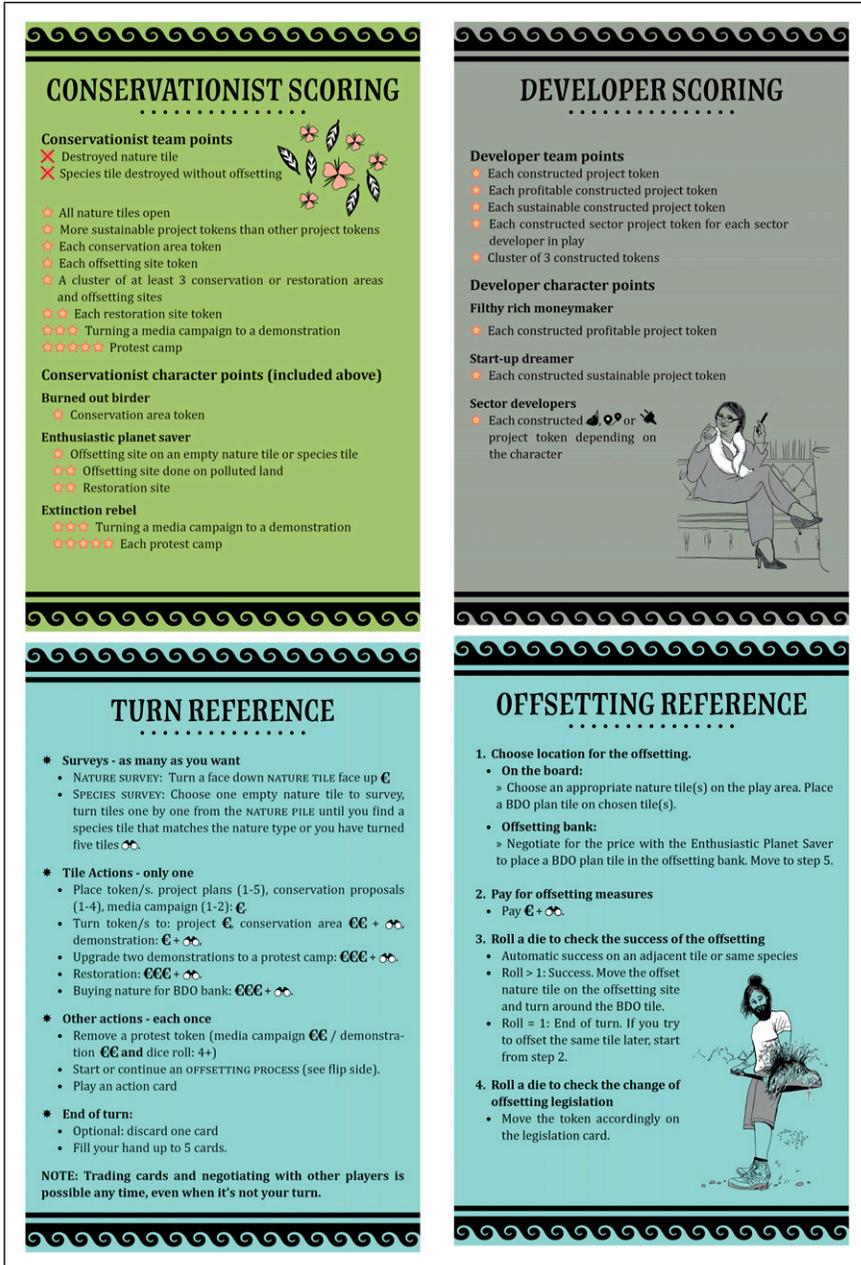 CONSERVATIONIST SCORING
Conservationist team points
Destroyed nature tile
Species tile destroyed without offsetting
All nature tiles open
More sustainable project tokens than other project tokens
Each conservation area token
Each offsetting site token
A cluster of at least 3 conservation or restoration areas
and offsetting sites
Each restoration site token
Turning a media campaign to a demonstration
Protest camp
Conservationist character points (included above)
Burned out birder
Conservation area token
Enthusiastic planet saver
Offsetting site on an empty nature tile or species tile
Offsetting site done on polluted land
Restoration site
Extinction rebel
Turning a media campaign to a demonstration
Each protest camp
DEVELOPER SCORING
Developer team points
Each constructed project token
Each profitable constructed project token
Each sustainable constructed project token
Each constructed sector project token for each sector
developer in play
Cluster of 3 constructed tokens
Developer character points
Filthy rich moneymaker
Each constructed profitable project token
Start-up dreamer
Each constructed sustainable project token
Sector developers
Each constructed , or
project token depending on
the character
TURN REFERENCE
Surveys - as many as you want
• NATURE SURVEY: Turn a face down NATURE TILE face up €
• SPECIES SURVEY: Choose one empty nature tile to survey,
turn tiles one by one from the NATURE PILE until you find a
species tile that matches the nature type or you have turned
five tiles .
Tile Actions - only one
• Place token/s. project plans (1-5), conservation proposals
(1-4), media campaign (1-2): €.
• Turn token/s to: project €, conservation area €€ + ,
demonstration: € + .
• Upgrade two demonstrations to a protest camp: €€€ + .
• Restoration: €€€ + .
• Buying nature for BDO bank: €€€ + .
Other actions - each once
• Remove a protest token (media campaign €€ / demonstra-
tion €€ and dice roll: 4+)
• Start or continue an OFFSETTING PROCESS (see flip side).
• Play an action card
End of turn:
• Optional: discard one card
• Fill your hand up to 5 cards.
NOTE: Trading cards and negotiating with other players is
possible any time, even when it's not your turn.
OFFSETTING REFERENCE
1. Choose location for the offsetting.
• On the board:
» Choose an appropriate nature tile(s) on the play area. Place
a BDO plan tile on chosen tile(s).
• Offsetting bank:
» Negotiate for the price with the Enthusiastic Planet Saver
to place a BDO plan tile in the offsetting bank. Move to step 5.
2. Pay for offsetting measures
• Pay € + .
3. Roll a die to check the success of the offsetting
• Automatic success on an adjacent tile or same species
• Roll > 1: Success. Move the offset
nature tile on the offsetting site
and turn around the BDO tile.
• Roll = 1: End of turn. If you try
to offset the same tile later, start
from step 2.
4. Roll a die to check the change of
offsetting legislation
• Move the token accordingly on
the legislation card.